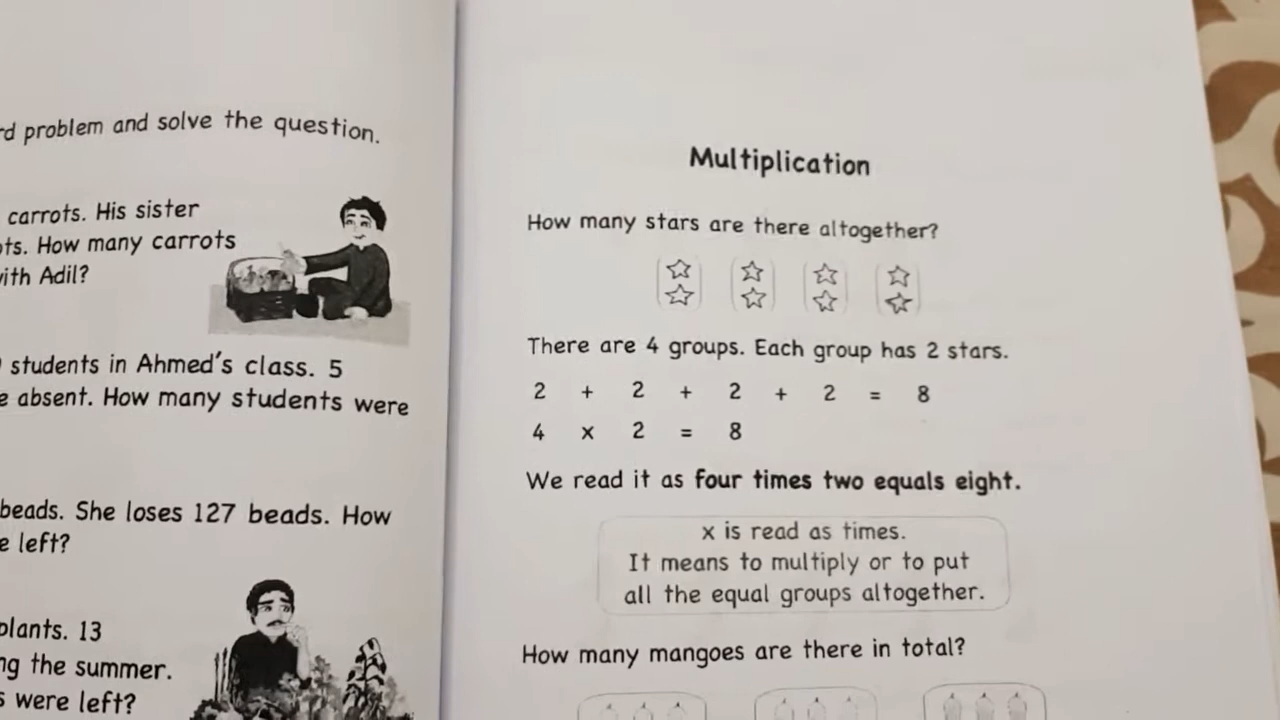 rd problem and solve the question.
carrots. His sister
ots. How many carrots
with Adil?
students in Ahmed's class. 5
e absent. How many students were
beads. She loses 127 beads. How
e left?
plants. 13
ng the summer.
s were left?
Multiplication
How many stars are there altogether?
There are 4 groups. Each group has 2 stars.
2 + 2 + 2 + 2 = 8
4 x 2 = 8
We read it as four times two equals eight.
x is read as times.
It means to multiply or to put
all the equal groups altogether.
How many mangoes are there in total?